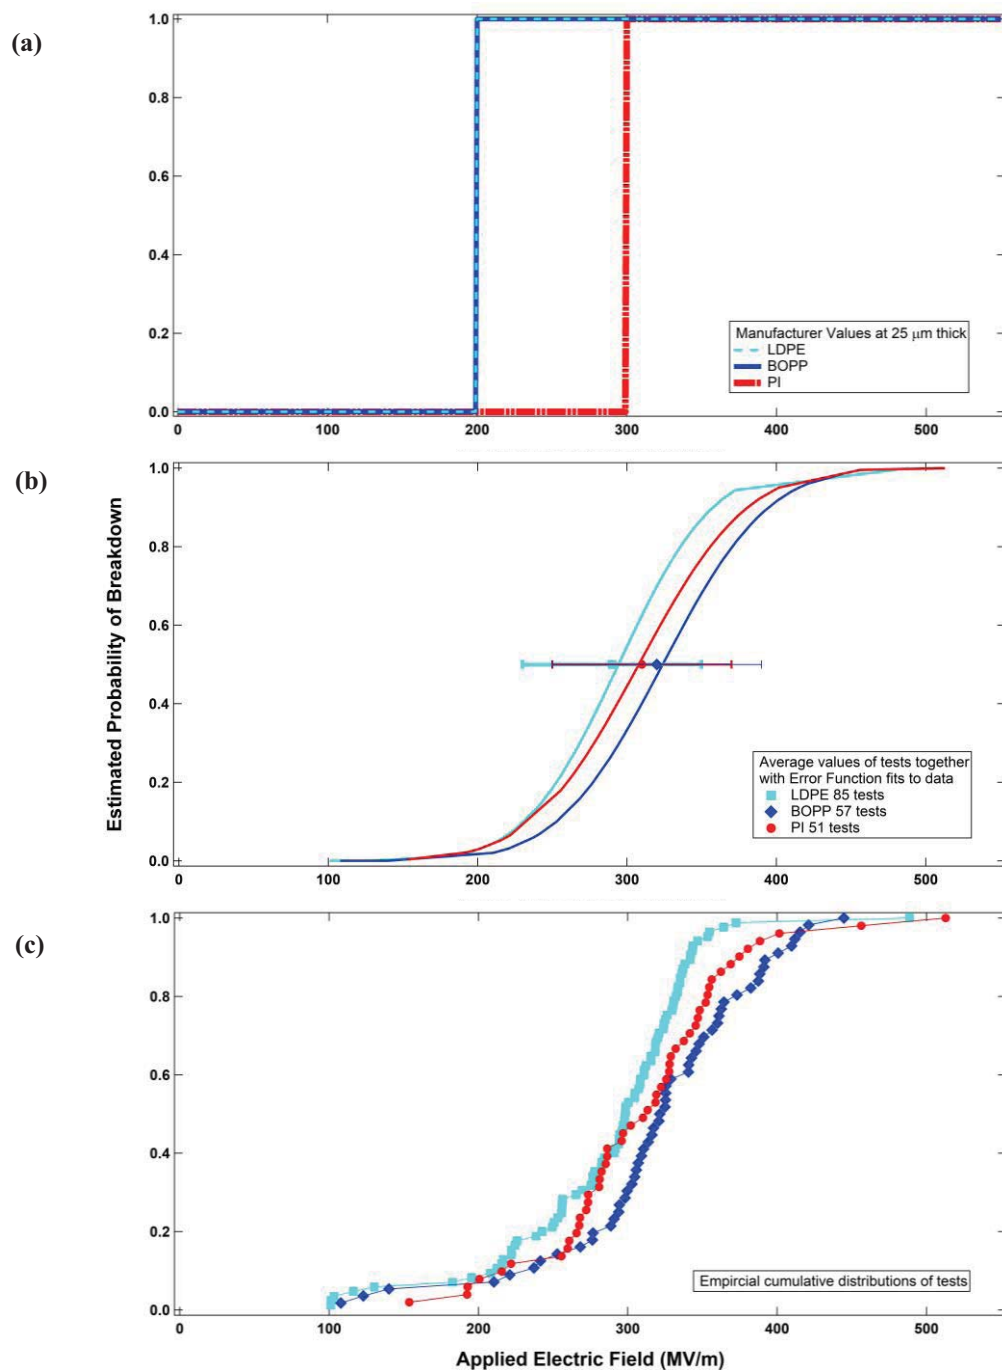 (a)
1.0
0.8
0.6
0.4
0.2
0.0
Manufacturer Values at 25 μm thick
LDPE
BOPP
PI
0 100 200 300 400 500
(b)
Estimated Probability of Breakdown
1.0
0.8
0.6
0.4
0.2
0.0
Average values of tests together
with Error Function fits to data
LDPE 85 tests
BOPP 57 tests
PI 51 tests
0 100 200 300 400 500
(c)
1.0
0.8
0.6
0.4
0.2
0.0
Empircial cumulative distributions of tests
0 100 200 300 400 500
Applied Electric Field (MV/m)